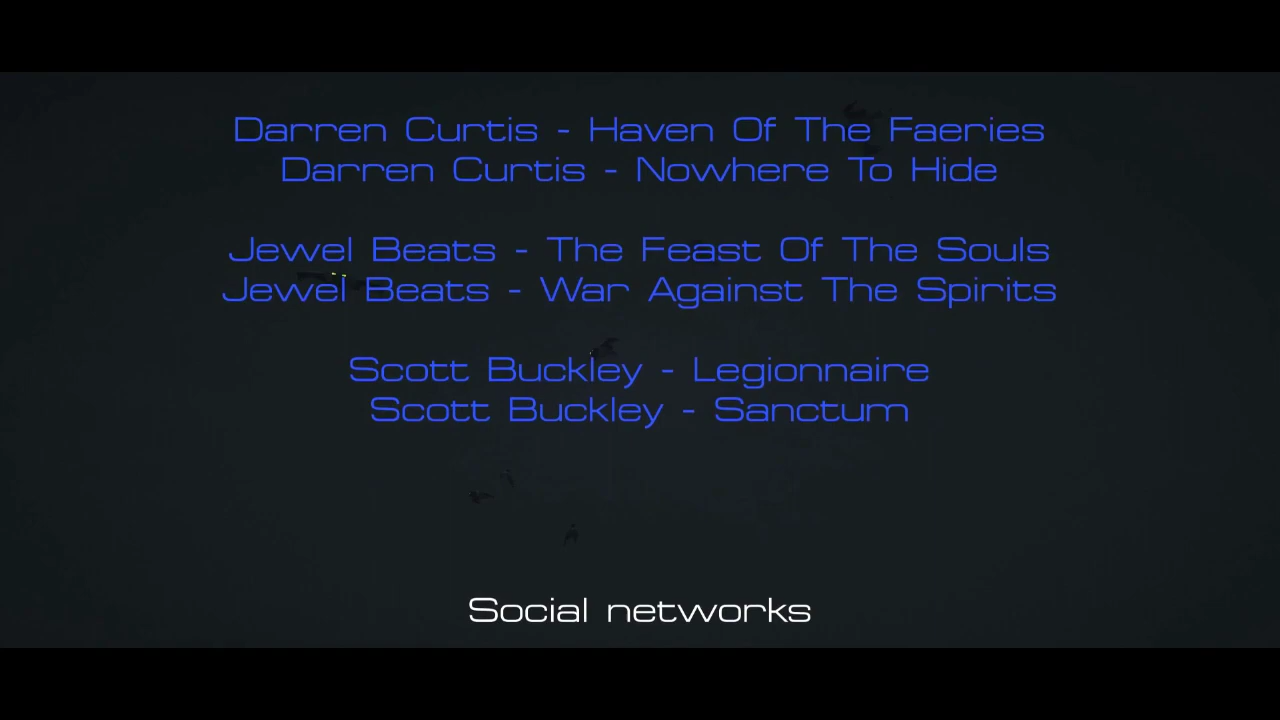 Darren Curtis - Haven Of The Faeries
Darren Curtis - Nowhere To Hide
Jewel Beats - The Feast Of The Souls
Jewel Beats - War Against The Spirits
Scott Buckley - Legionnaire
Scott Buckley - Sanctum
Social networks